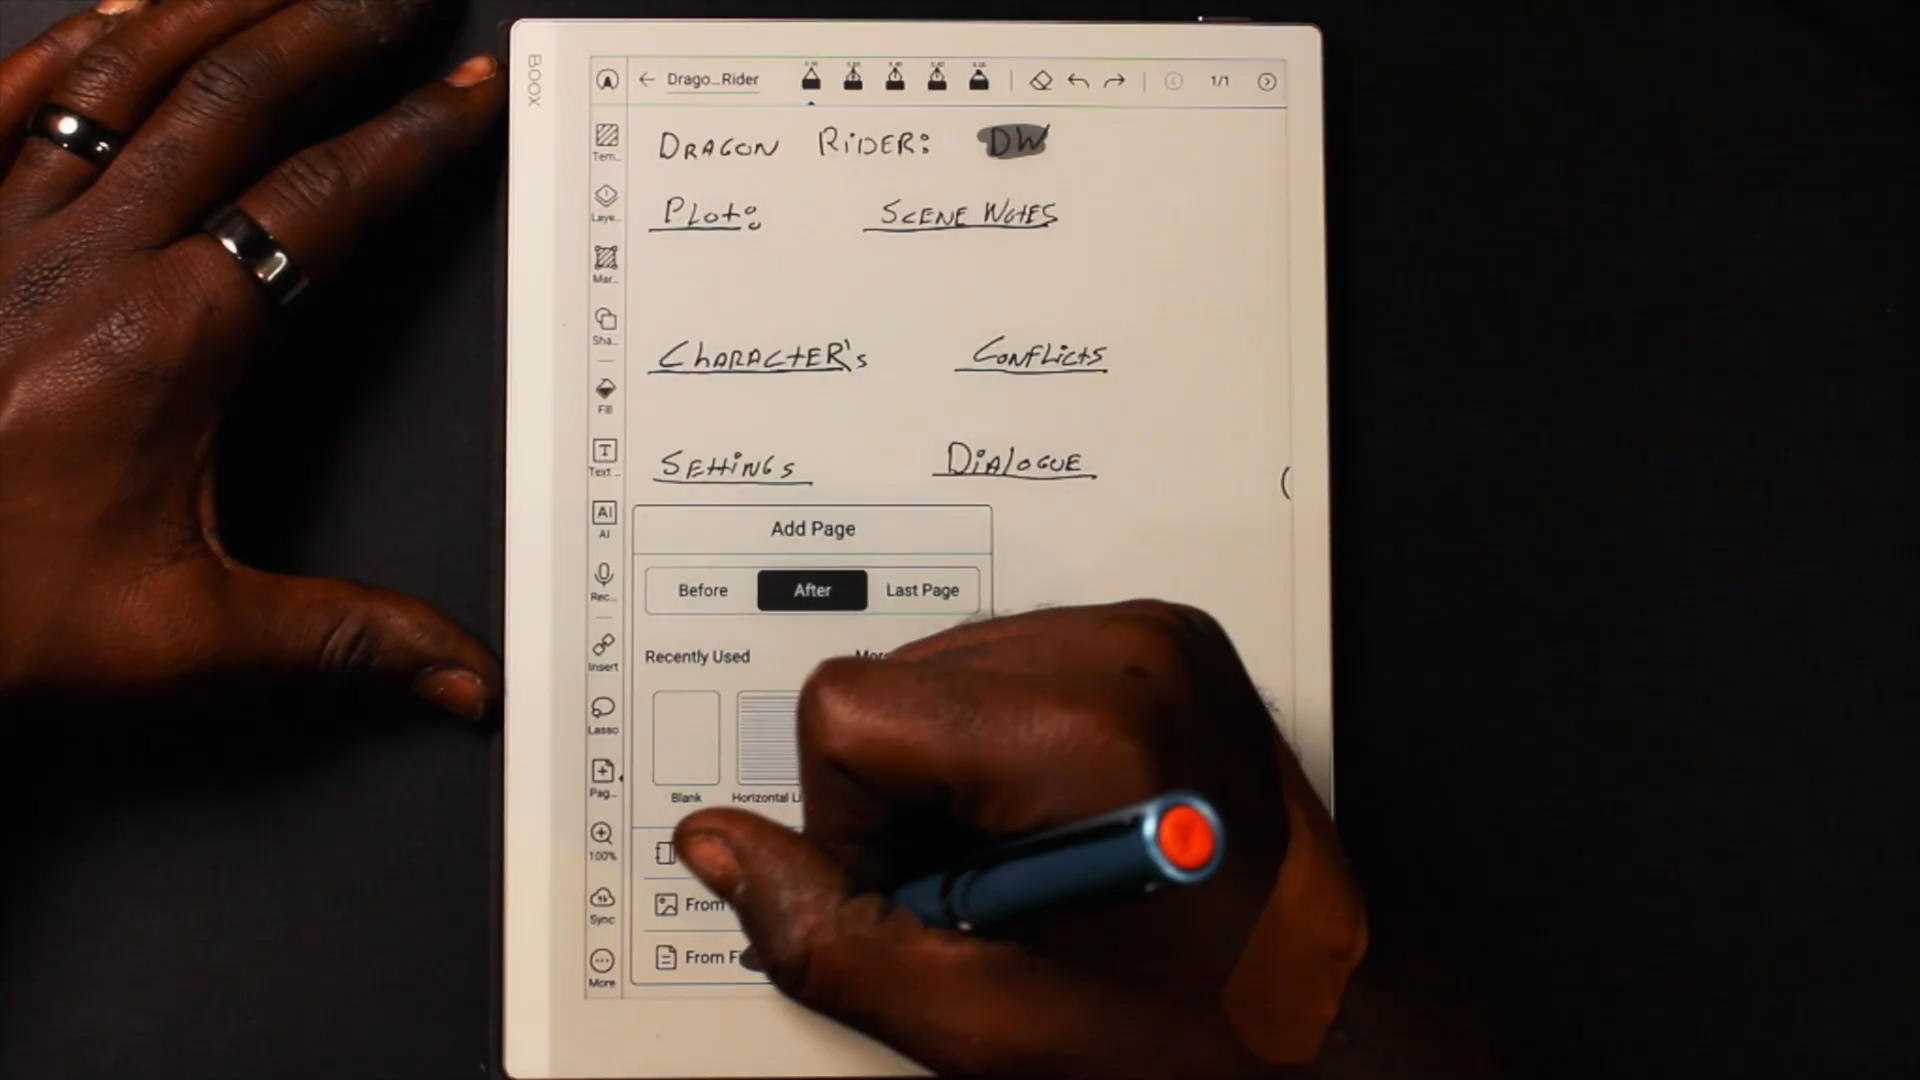 BOOX
Drago...Rider
1/1
DRAGON RiDER: DW
PLot:
SCENE NotES
ChARACtER's
ConfLicts
SettiNGs
DiAloGUE
Tem...
Laye...
Mar...
Sha...
Fill
Text ...
AI
AI
Rec...
Insert
Lasso
Pag...
100%
Sync
More
Add Page
Before After Last Page
Recently Used
Blank Horizontal
From
From